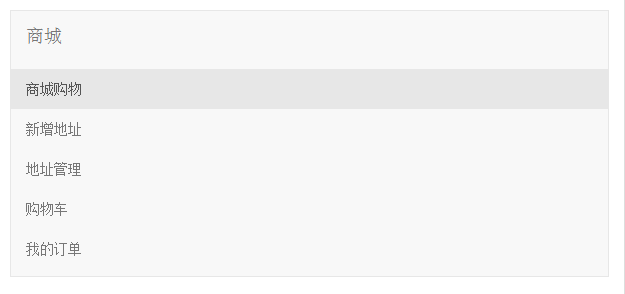 商城
商城购物
新增地址
地址管理
购物车
我的订单